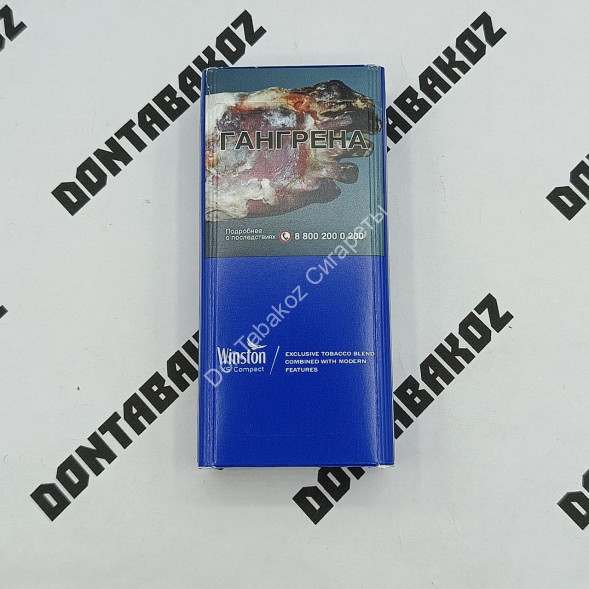 DONTABAKOZ
DONTABAKOZ
ГАНГРЕНА
Подробнее
о последствиях 8 800 200 0 200
DonTabakoz Сигареты
Winston
XS Compact
EXCLUSIVE TOBACCO BLEND
COMBINED WITH MODERN
FEATURES
DONTABAKOZ
DONTABAKOZ